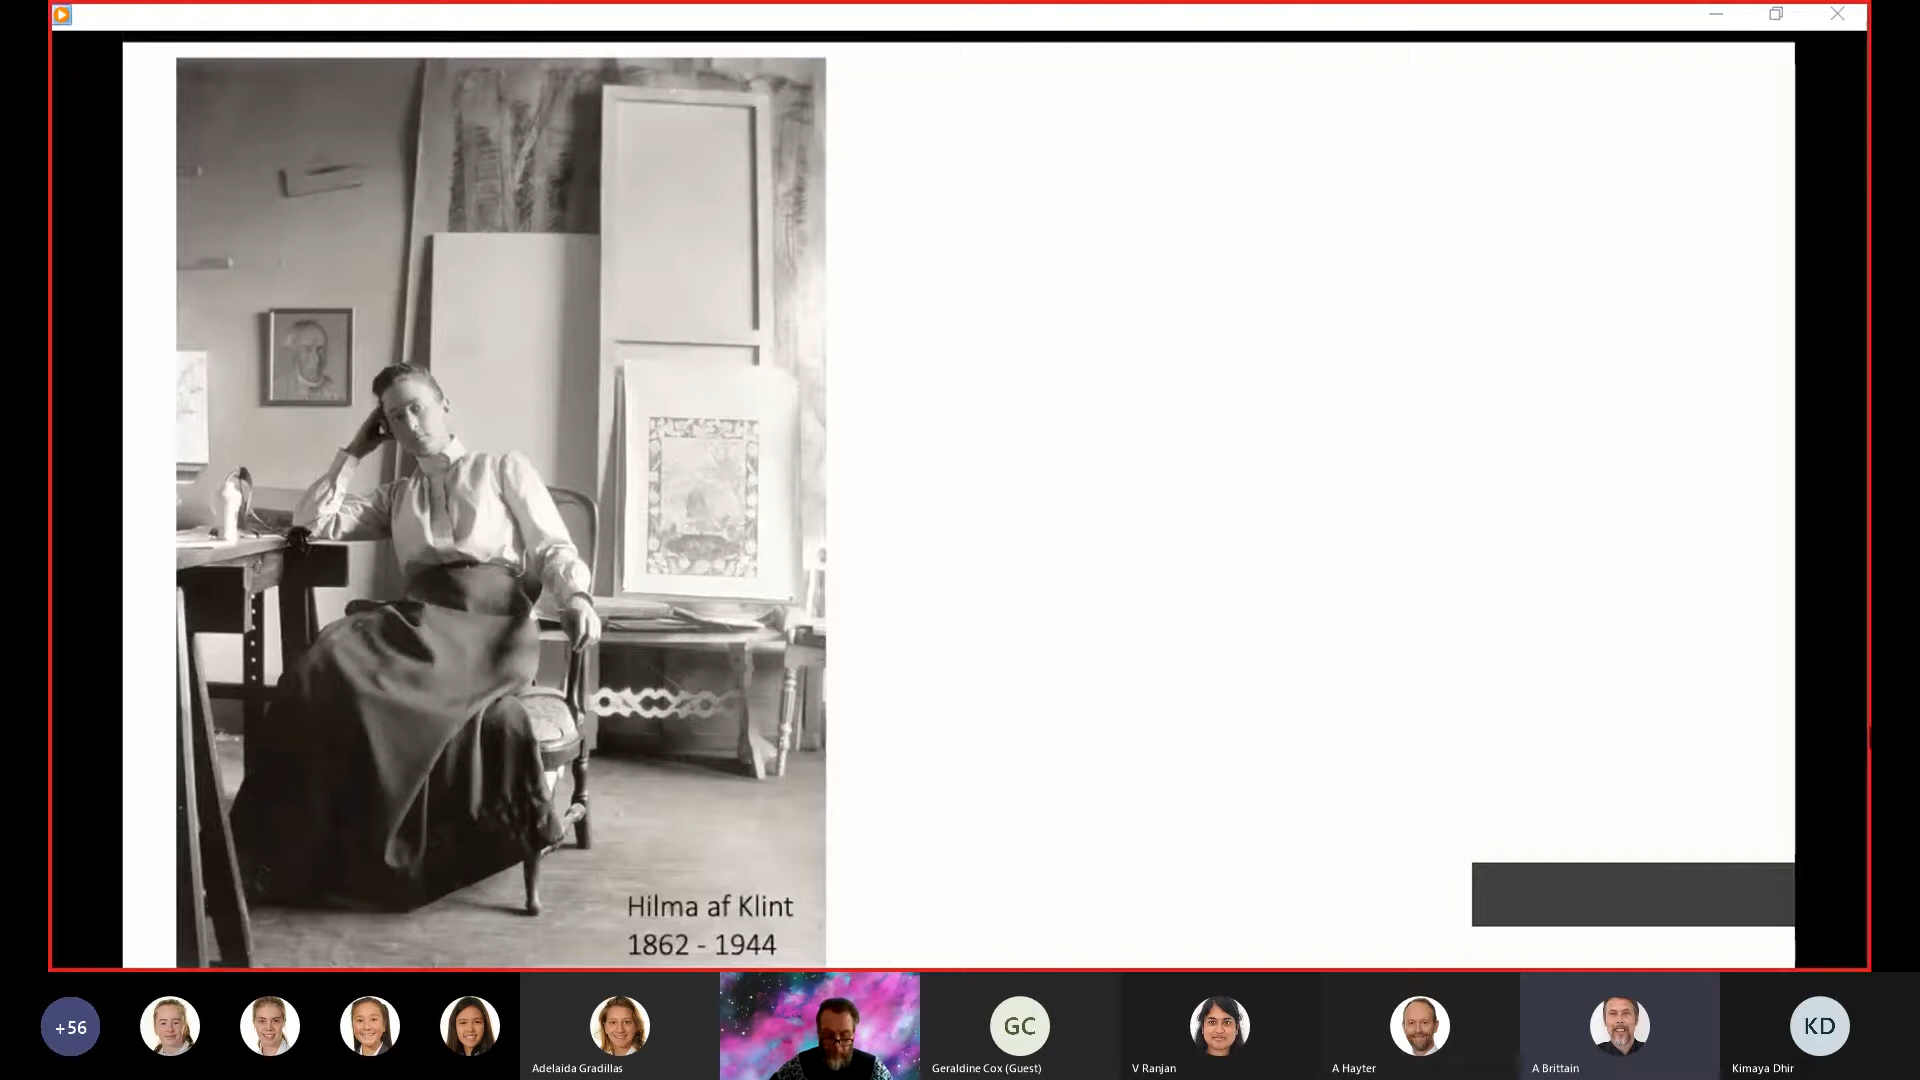 Hilma af Klint
1862 - 1944
+56
Adelaida Gradillas
GC
Geraldine Cox (Guest)
V Ranjan
A Hayter
A Brittain
KD
Kimaya Dhir